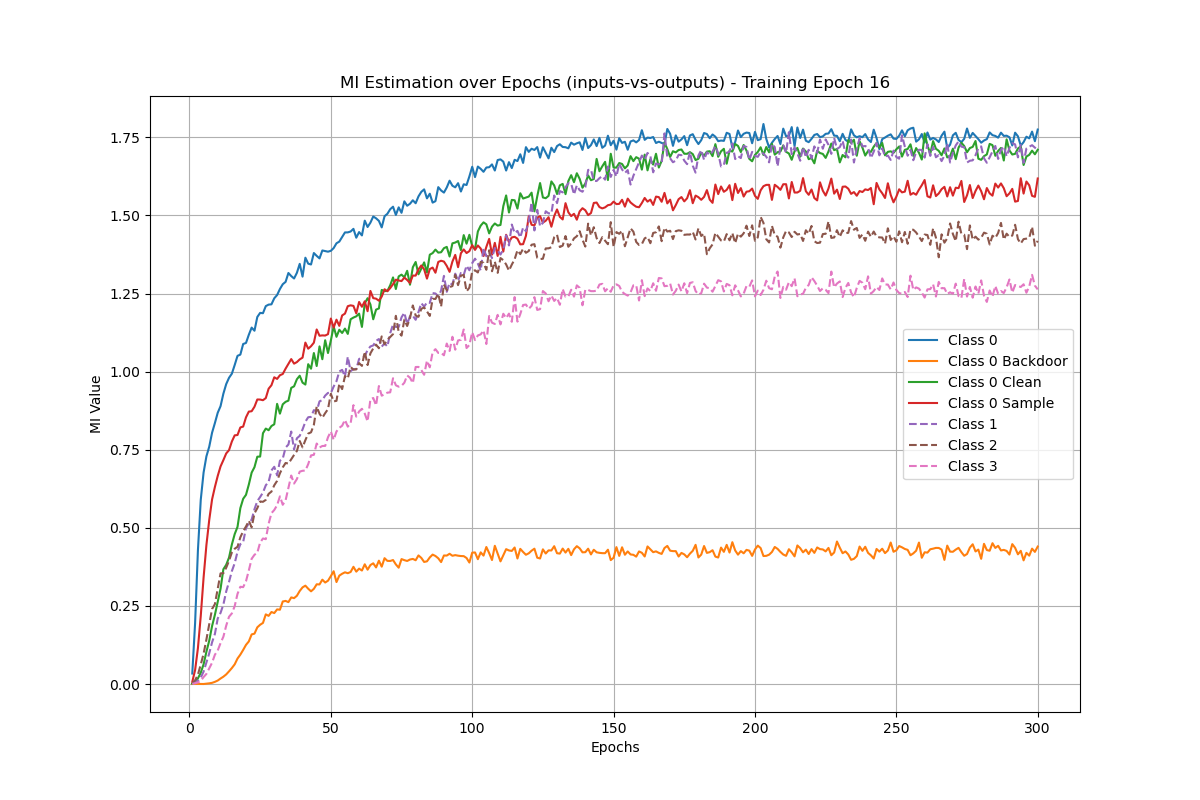 MI Estimation over Epochs (inputs-vs-outputs) - Training Epoch 16
MI Value
1.75
1.50
1.25
1.00
0.75
0.50
0.25
0.00
Class 0
Class 0 Backdoor
Class 0 Clean
Class 0 Sample
Class 1
Class 2
Class 3
0 50 100 150 200 250 300
Epochs